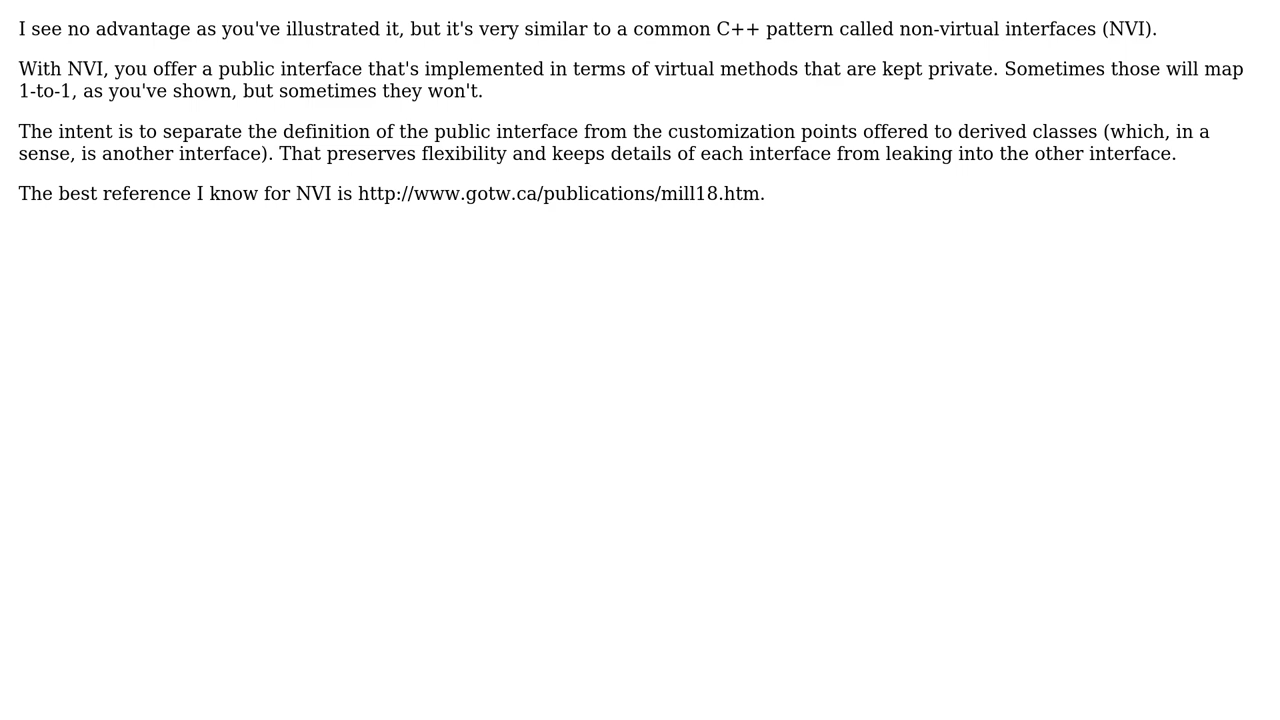 I see no advantage as you've illustrated it, but it's very similar to a common C++ pattern called non-virtual interfaces (NVI).
With NVI, you offer a public interface that's implemented in terms of virtual methods that are kept private. Sometimes those will map
1-to-1, as you've shown, but sometimes they won't.
The intent is to separate the definition of the public interface from the customization points offered to derived classes (which, in a
sense, is another interface). That preserves flexibility and keeps details of each interface from leaking into the other interface.
The best reference I know for NVI is http://www.gotw.ca/publications/mill18.htm.